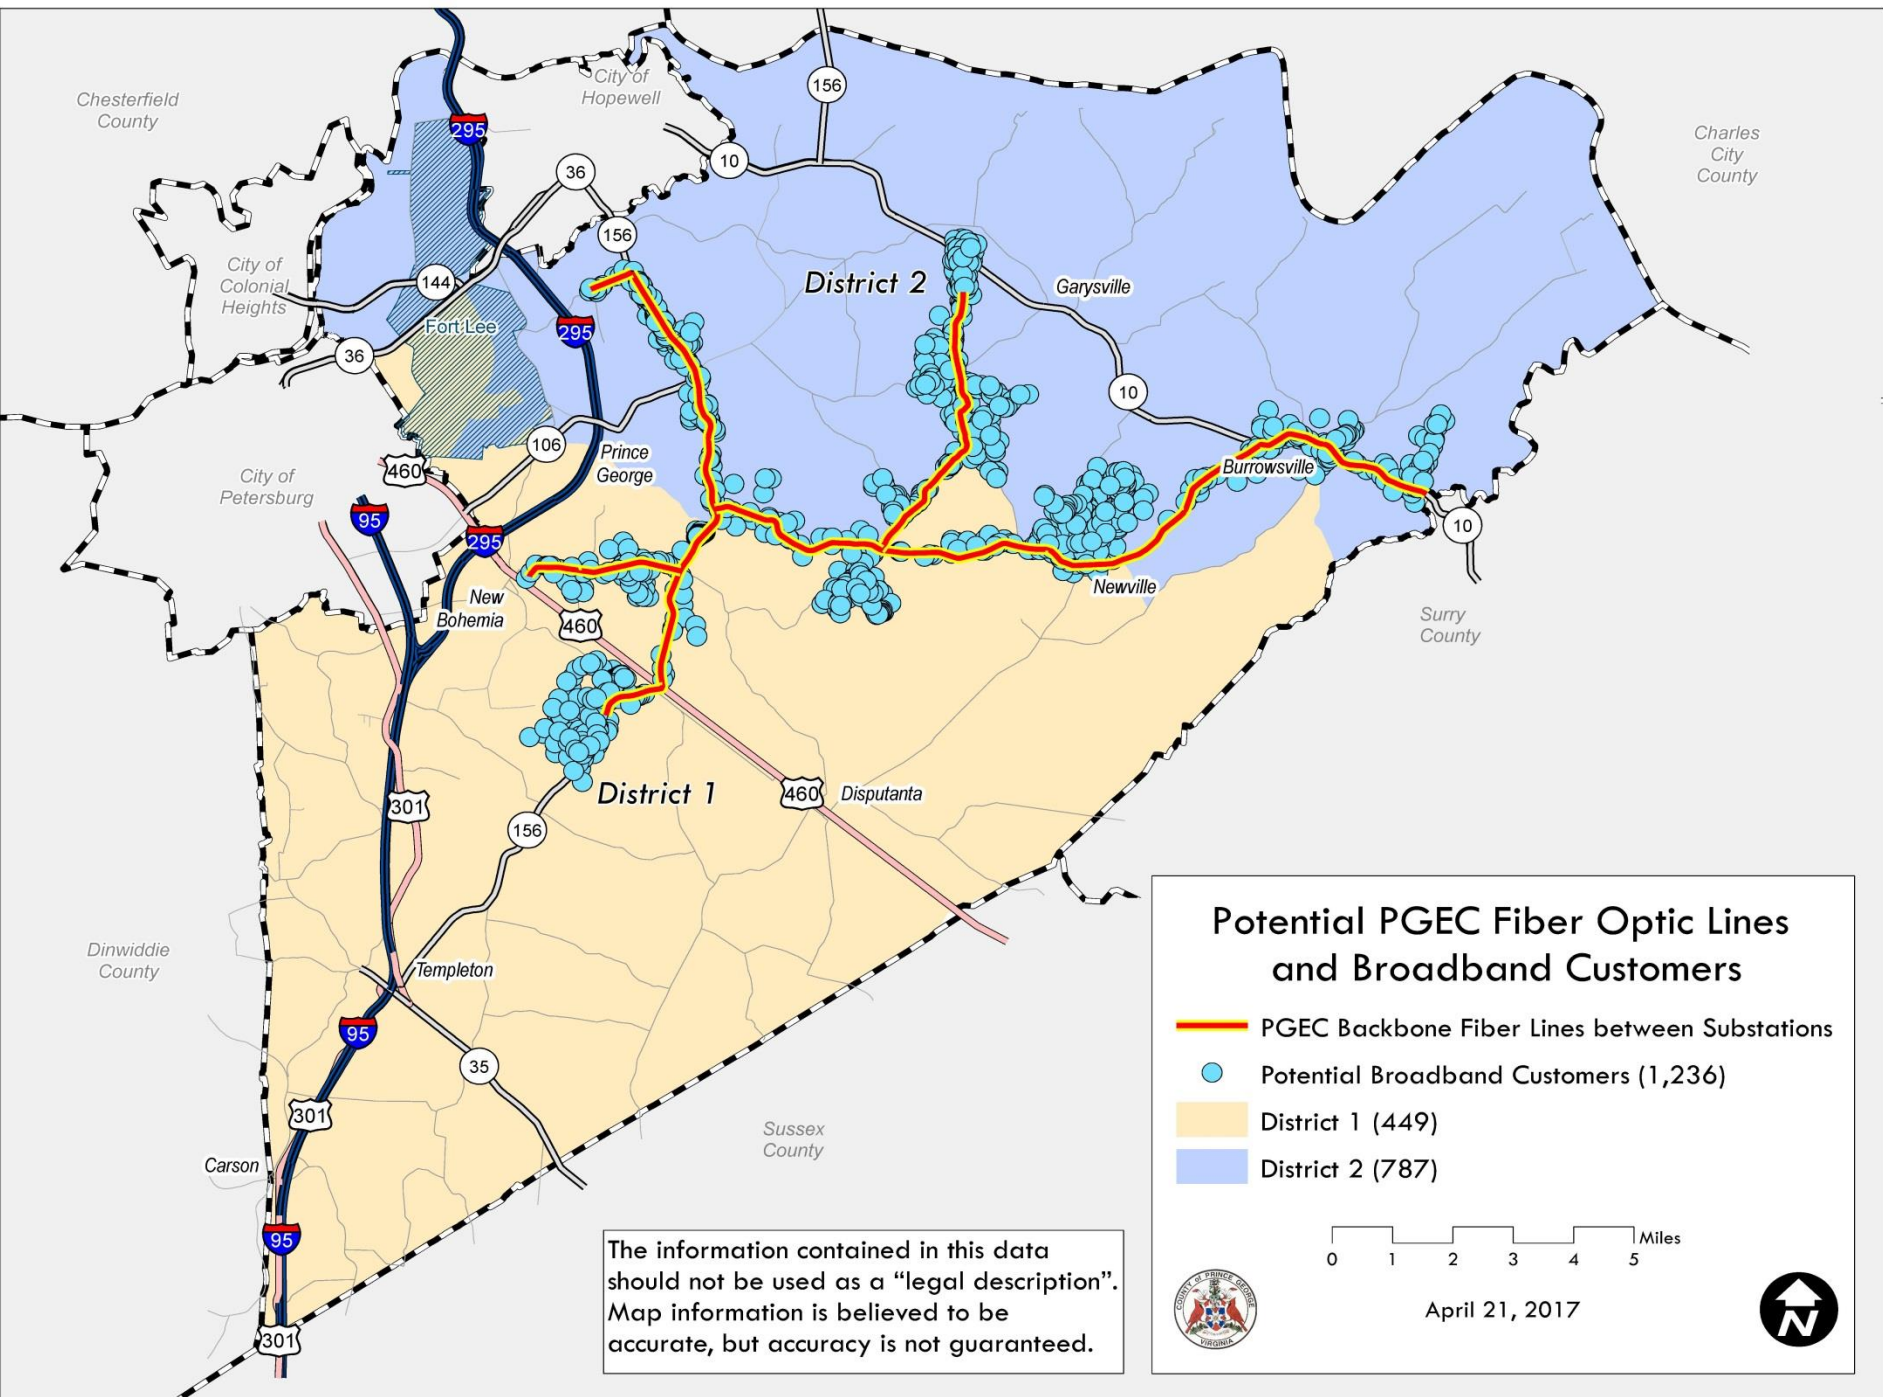 Chesterfield
County
City of
Hopewell
156
295
10
36
Charles
City
County
156
City of
Colonial
Heights
144
District 2
Garysville
Fort Lee
295
36
10
106
460
Prince
George
Burrowsville
City of
Petersburg
95
10
295
New
Bohemia
Newville
460
Surry
County
District 1
460
Disputanta
301
156
Dinwiddie
County
Templeton
95
35
301
Sussex
County
Carson
95
301
Potential PGEC Fiber Optic Lines
and Broadband Customers
PGEC Backbone Fiber Lines between Substations
Potential Broadband Customers (1,236)
District 1 (449)
District 2 (787)
Miles
0 1 2 3 4 5
COUNTY of PRINCE GEORGE
VIRGINIA
April 21, 2017
N
The information contained in this data
should not be used as a “legal description”.
Map information is believed to be
accurate, but accuracy is not guaranteed.